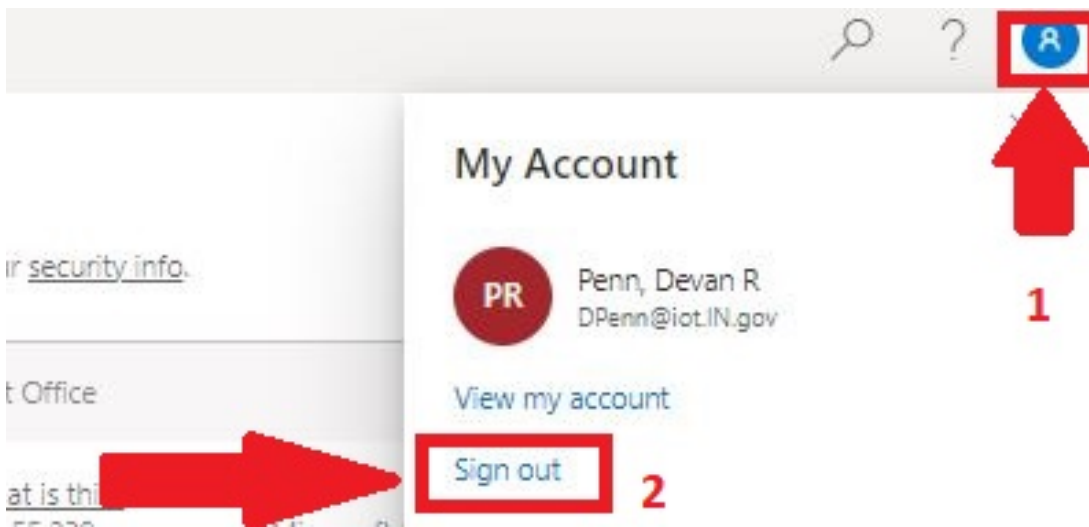 ?
My Account
r security info.
PR
Penn, Devan R
DPenn@iot.IN.gov
1
t Office
View my account
Sign out
2
at is thi